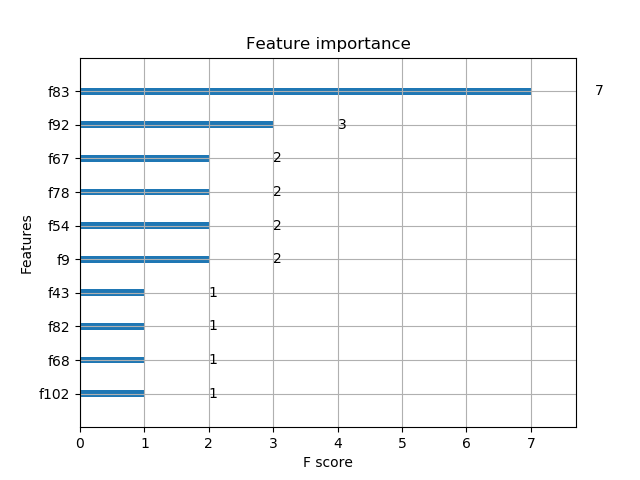 Feature importance
f83 7
f92 3
f67 2
f78 2
f54 2
f9 2
f43 1
f82 1
f68 1
f102 1
Features
0 1 2 3 4 5 6 7
F score